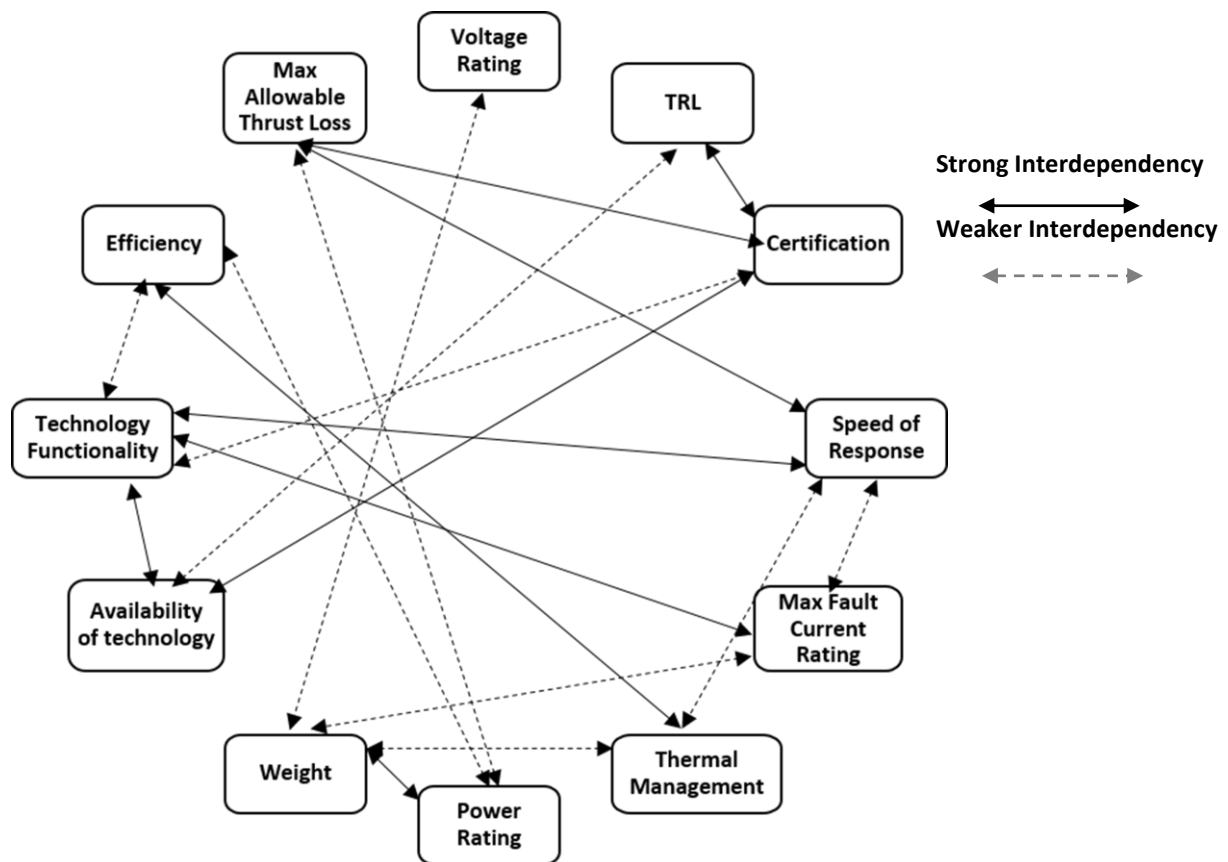 Voltage
Rating
Max
Allowable
Thrust Loss
TRL
Strong Interdependency
Weaker Interdependency
Efficiency
Certification
Technology
Functionality
Speed of
Response
Availability
of technology
Max Fault
Current
Rating
Weight
Thermal
Management
Power
Rating